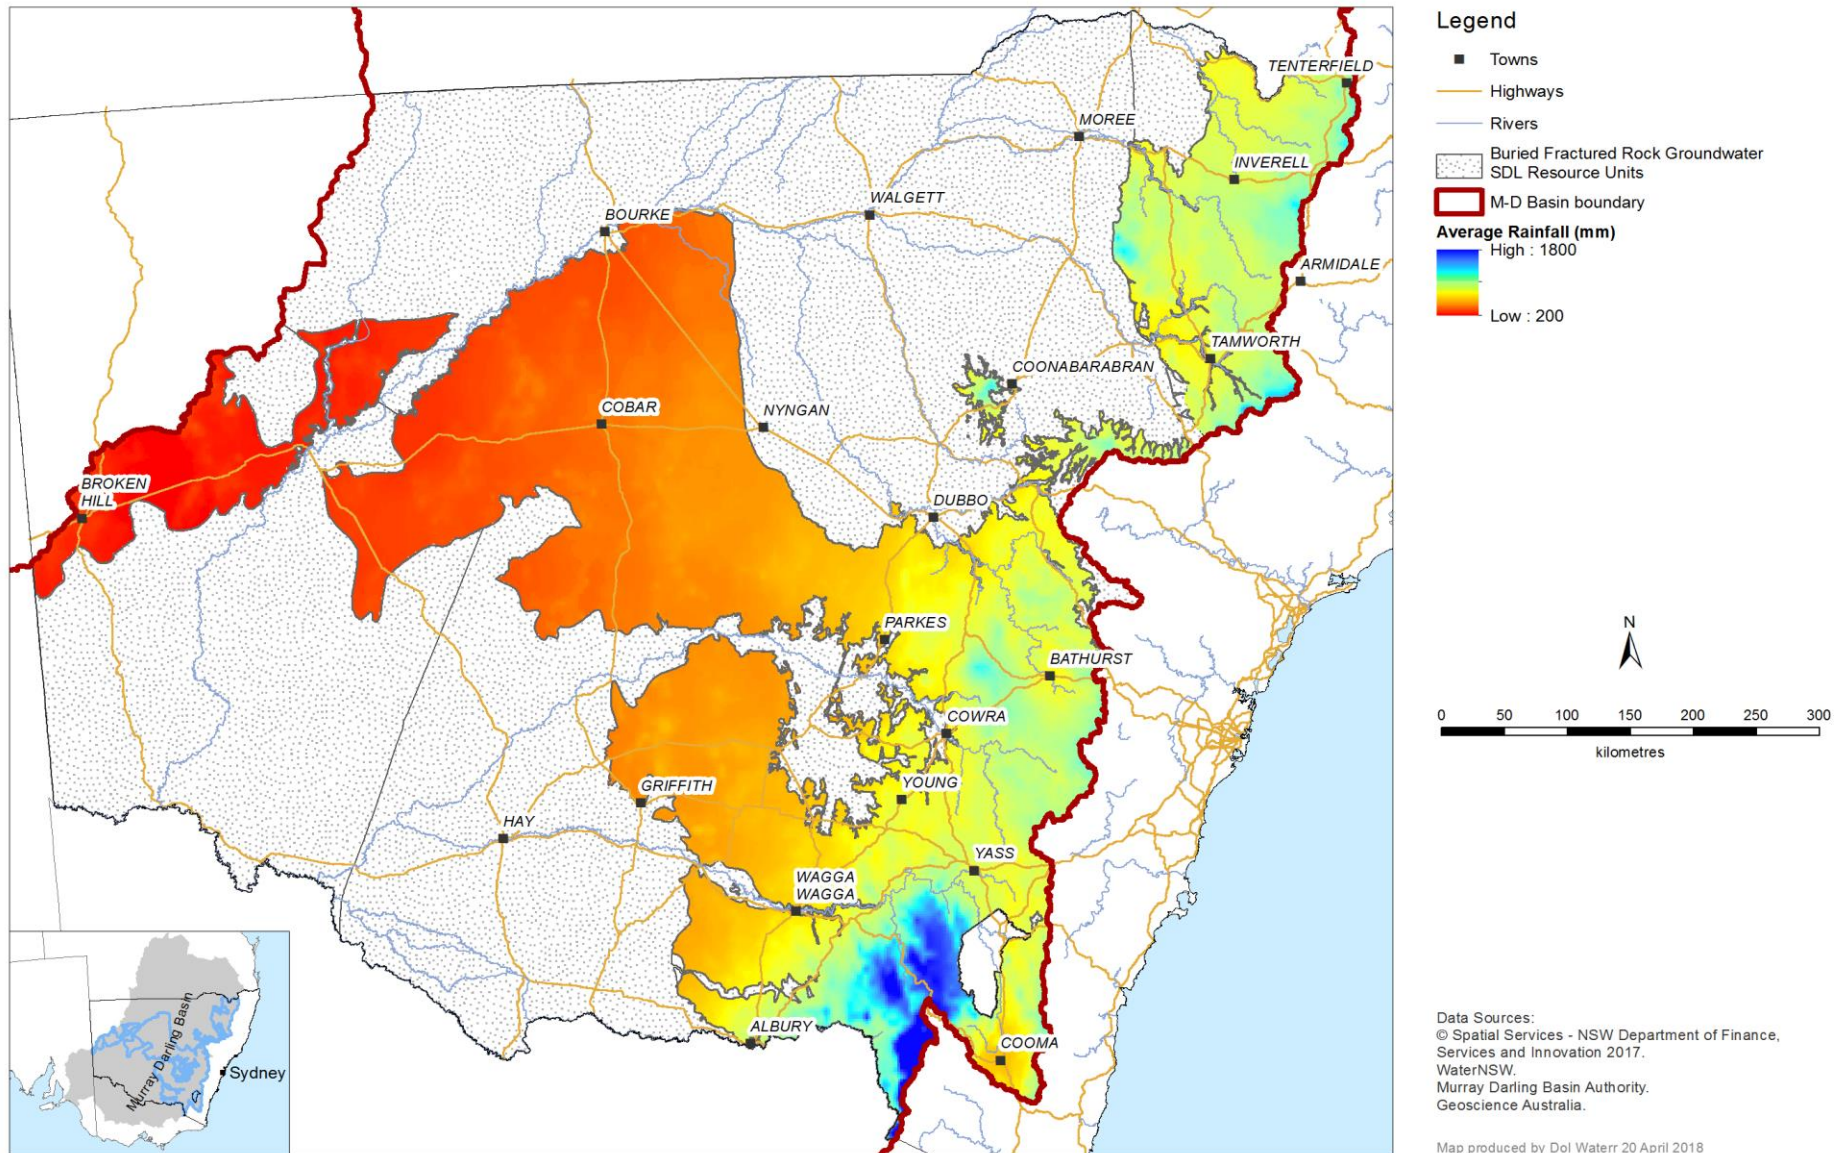 TENTERFIELD
MOREE
INVERELL
WALGETT
BOURKE
ARMIDALE
TAMWORTH
COONABARABRAN
COBAR
NYNGAN
BROKEN
HILL
DUBBO
PARKES
BATHURST
COWRA
GRIFFITH
YOUNG
HAY
YASS
WAGGA
WAGGA
ALBURY
COOMA
Murray Darling Basin
Sydney
Legend
Towns
Highways
Rivers
Buried Fractured Rock Groundwater
SDL Resource Units
M-D Basin boundary
Average Rainfall (mm)
High : 1800
Low : 200
N
0 50 100 150 200 250 300
kilometres
Data Sources:
© Spatial Services - NSW Department of Finance,
Services and Innovation 2017.
WaterNSW.
Murray Darling Basin Authority.
Geoscience Australia.
Map produced by DoI Waterr 20 April 2018